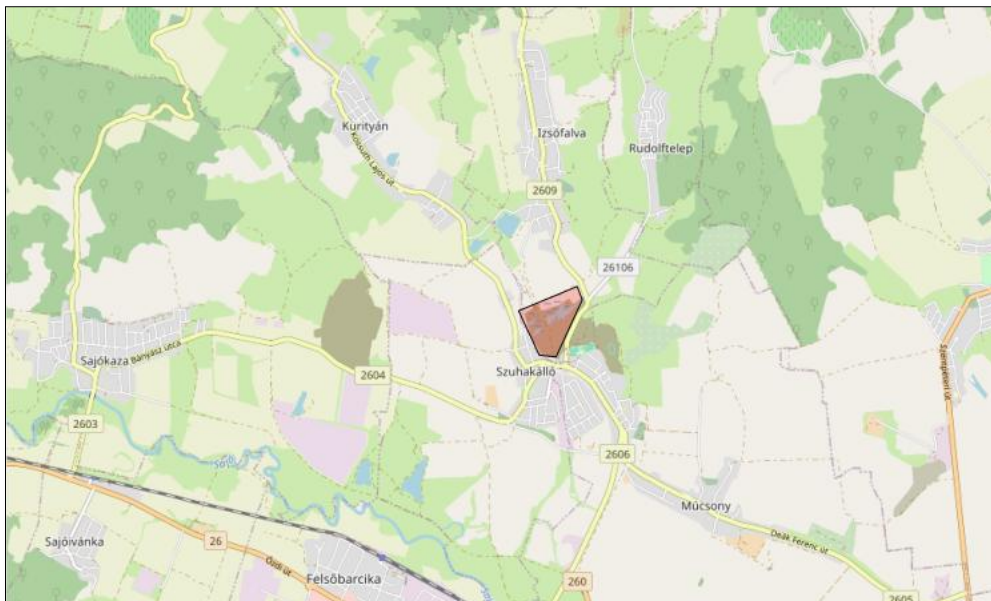 Kurityán
Izsófalva
Rudolftelep
Kossuth Lajos út
2609
26106
Sajókaza
Bányász utca
2604
Szuhakálló
2603
2606
Szentpéteri út
Sajó
Múcsony
Deák Ferenc út
Sajóivánka
26
Ózdi út
Felsőbarcika
260
2605